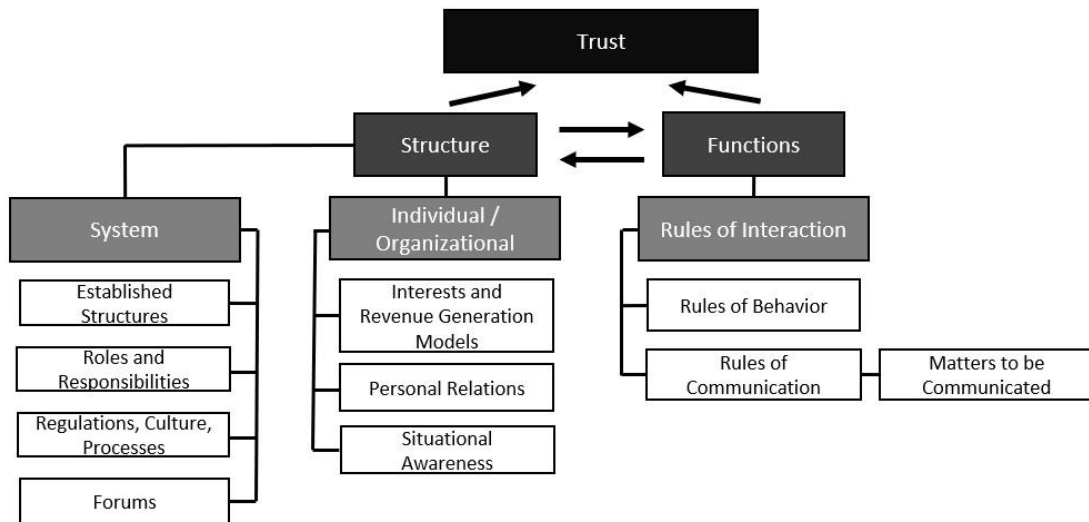 Trust
Structure
Functions
System
Individual /
Organizational
Rules of Interaction
Established
Structures
Interests and
Revenue Generation
Models
Rules of Behavior
Roles and
Responsibilities
Personal Relations
Rules of
Communication
Matters to be
Communicated
Regulations, Culture,
Processes
Situational
Awareness
Forums